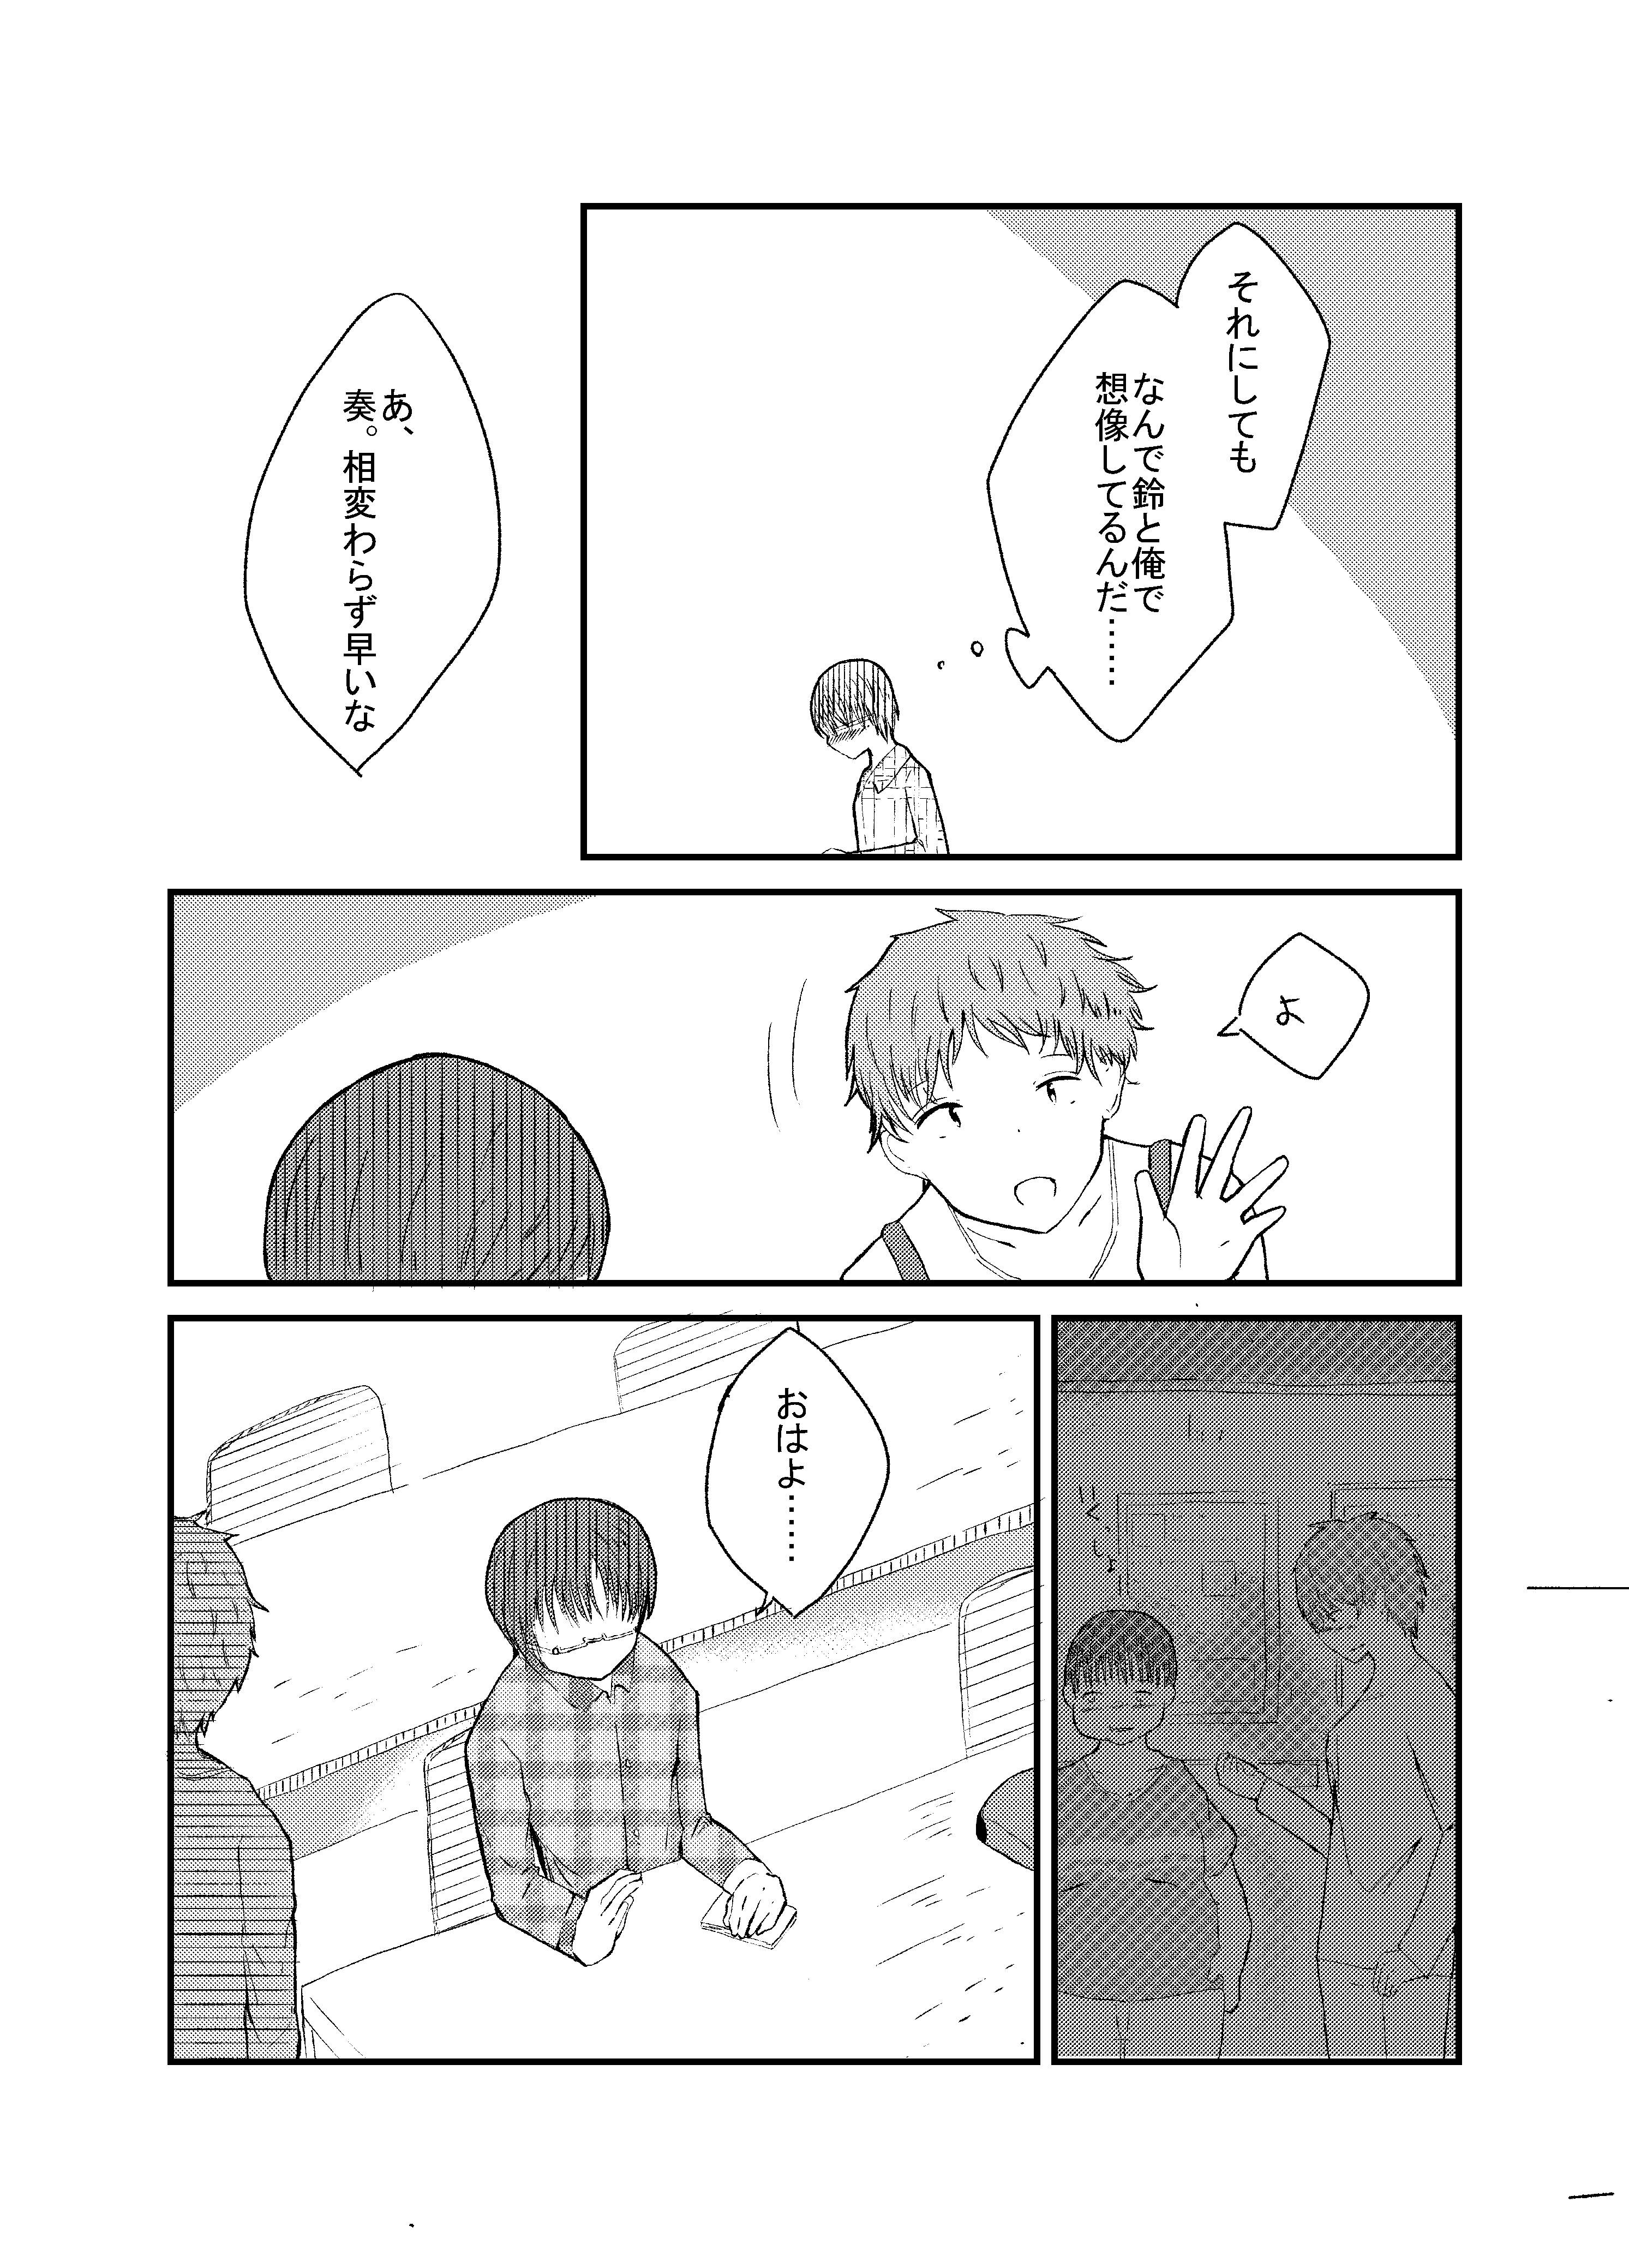 それにしても
なんで鈴と俺で
想像してるんだ……
あ、
奏。相変わらず早いな
よ
おはよ……